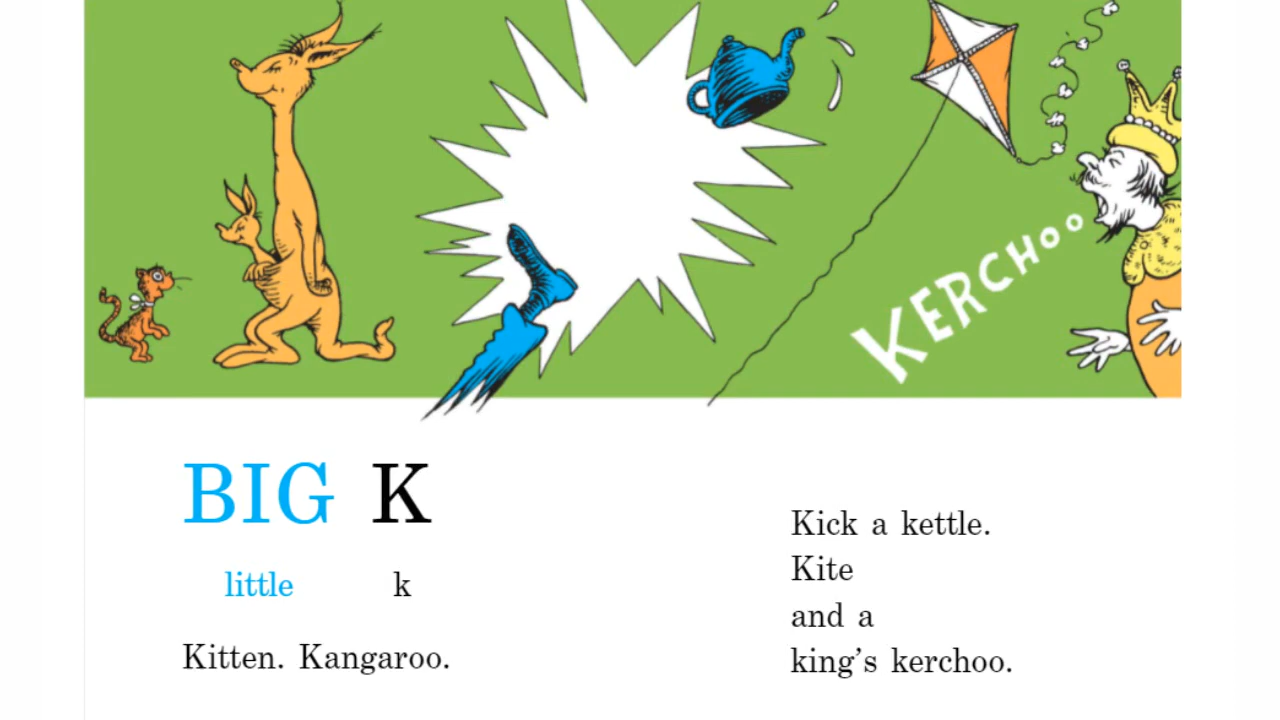 KERCHOO
BIG K
little k
Kitten. Kangaroo.
Kick a kettle.
Kite
and a
king's kerchoo.